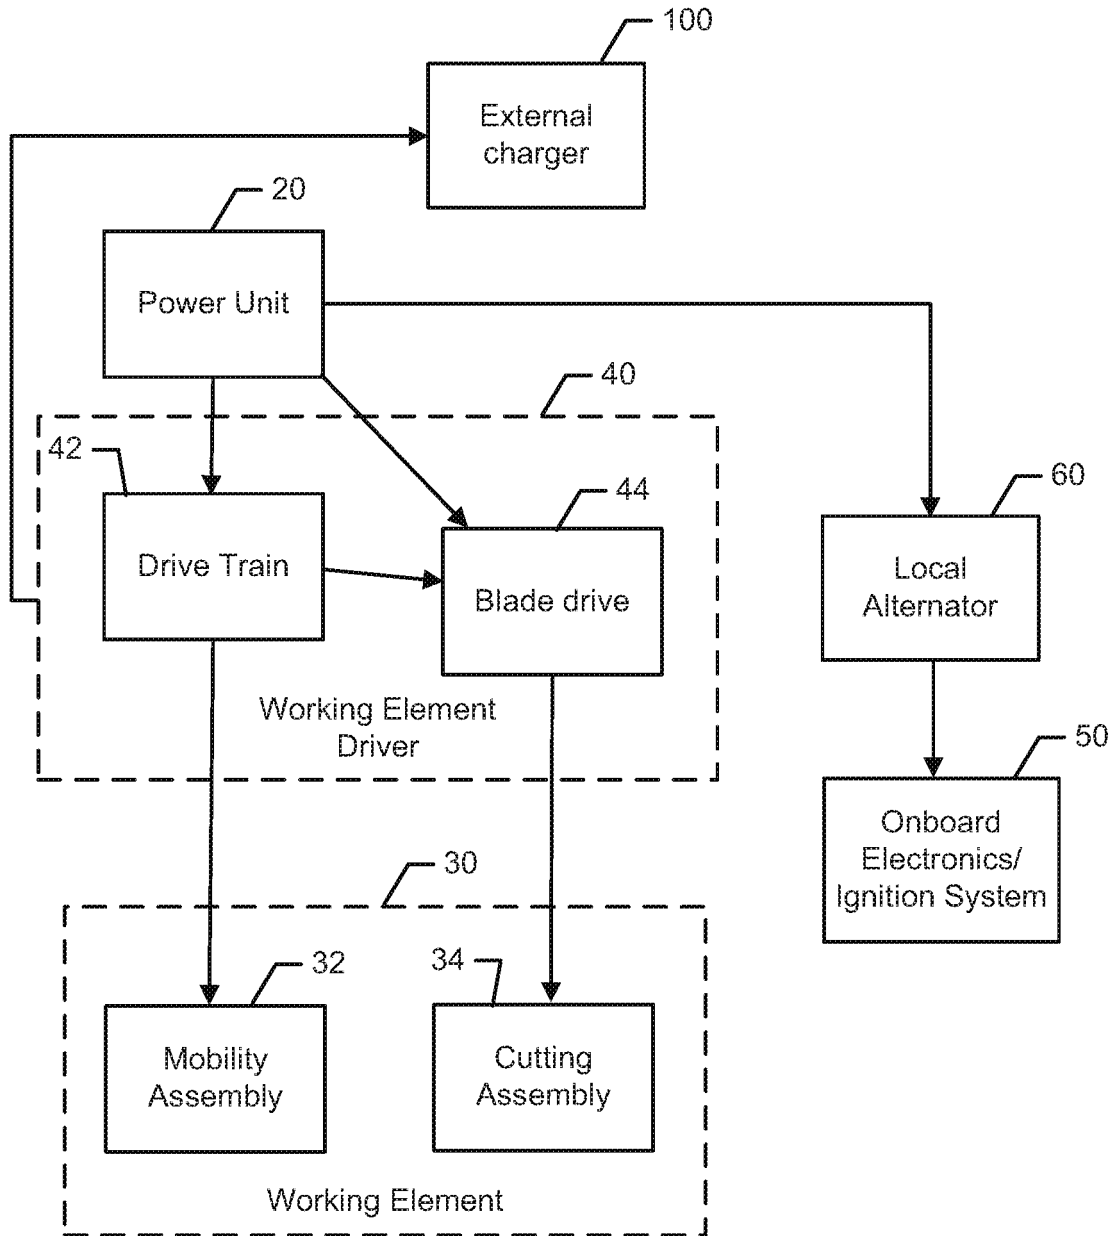 100
External
charger
20
Power Unit
40
42
44
60
Drive Train
Blade drive
Local
Alternator
Working Element
Driver
50
Onboard
Electronics/
Ignition System
30
32
34
Mobility
Assembly
Cutting
Assembly
Working Element